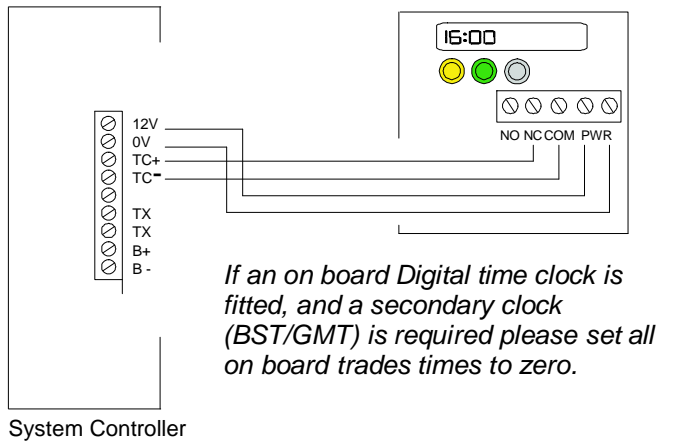 16:00
NO NC COM PWR
12V
0V
TC+
TC-
TX
TX
B+
B -
If an on board Digital time clock is
fitted, and a secondary clock
(BST/GMT) is required please set all
on board trades times to zero.
System Controller